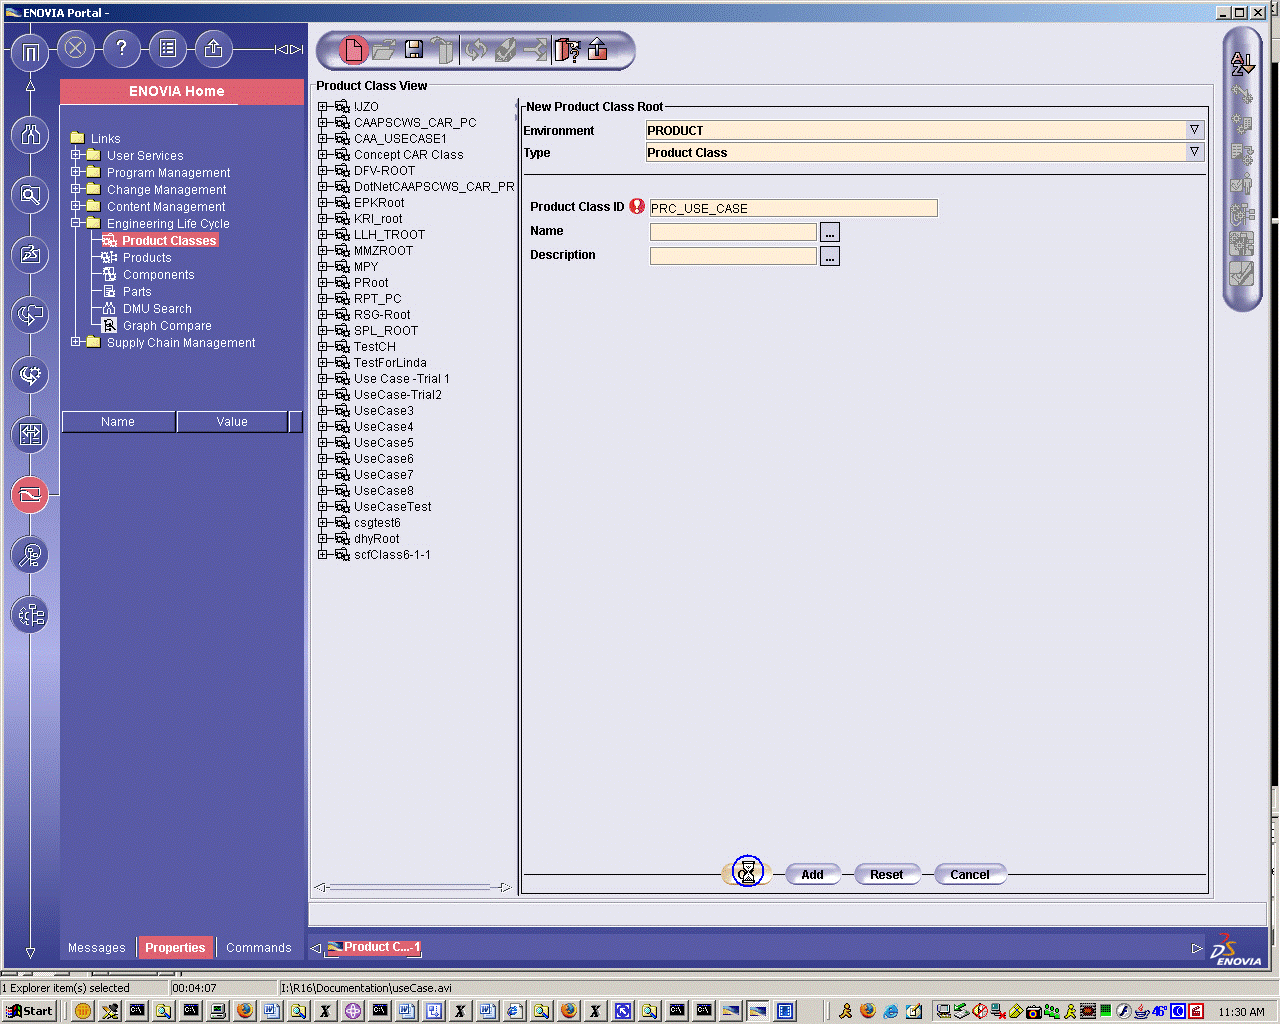 ENOVIA Portal -
?
ENOVIA Home
Links
User Services
Program Management
Change Management
Content Management
Engineering Life Cycle
Product Classes
Products
Components
Parts
DMU Search
Graph Compare
Supply Chain Management
Name Value
Messages Properties Commands
Product Class View
IJZO
CAAPSCWS_CAR_PC
CAA_USECASE1
Concept CAR Class
DFV-ROOT
DotNetCAAPSCWS_CAR_PR
EPKRoot
KRI_root
LLH_TROOT
MMZROOT
MPY
PRoot
RPT_PC
RSG-Root
SPL_ROOT
TestCH
TestForLinda
Use Case -Trial 1
UseCase-Trial2
UseCase3
UseCase4
UseCase5
UseCase6
UseCase7
UseCase8
UseCaseTest
csgtest6
dhyRoot
scfClass6-1-1
New Product Class Root
Environment PRODUCT
Type Product Class
Product Class ID PRC_USE_CASE
Name ...
Description ...
Add Reset Cancel
A
Z
Product C...-1
ENOVIA
1 Explorer item(s) selected 00:04:07 I:\R16\Documentation\useCase.avi
Start 46° 11:30 AM